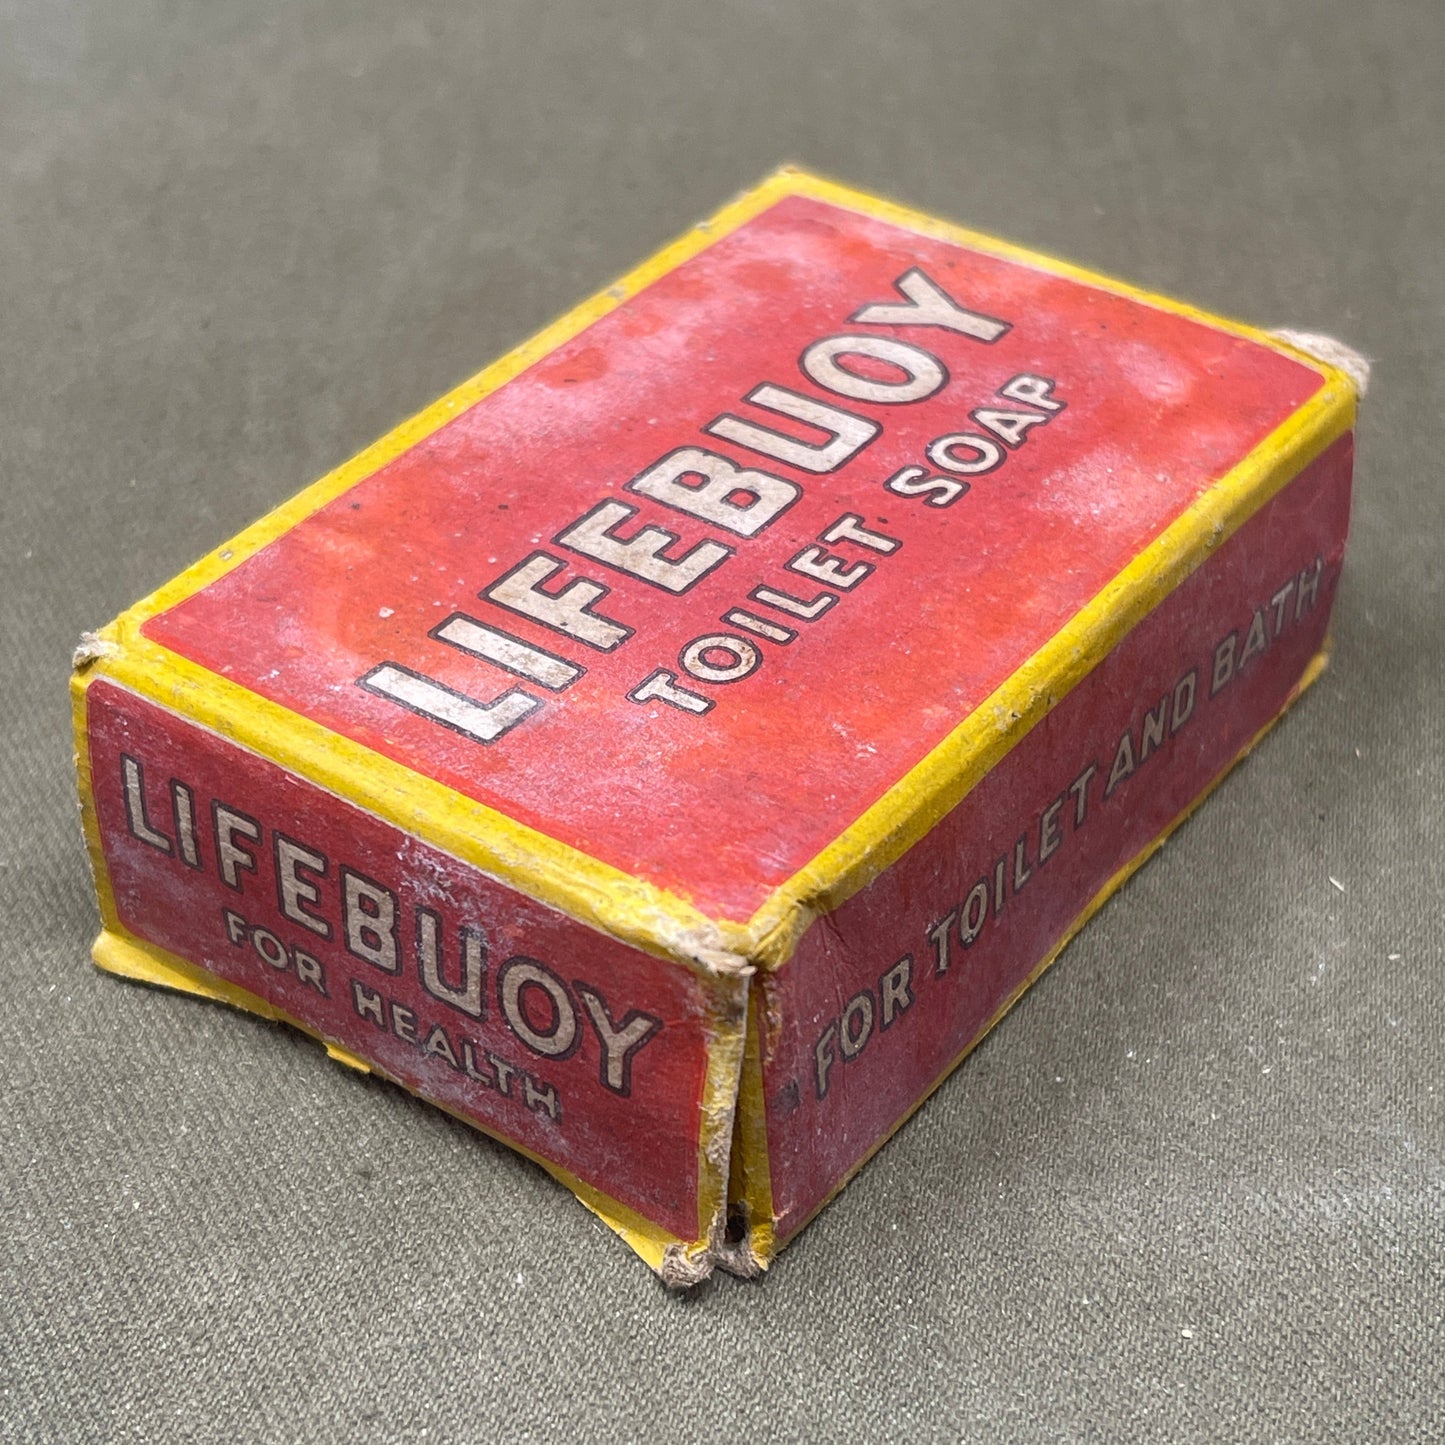 LIFEBUOY
TOILET SOAP
LIFEBUOY
FOR HEALTH
FOR TOILET AND BATH